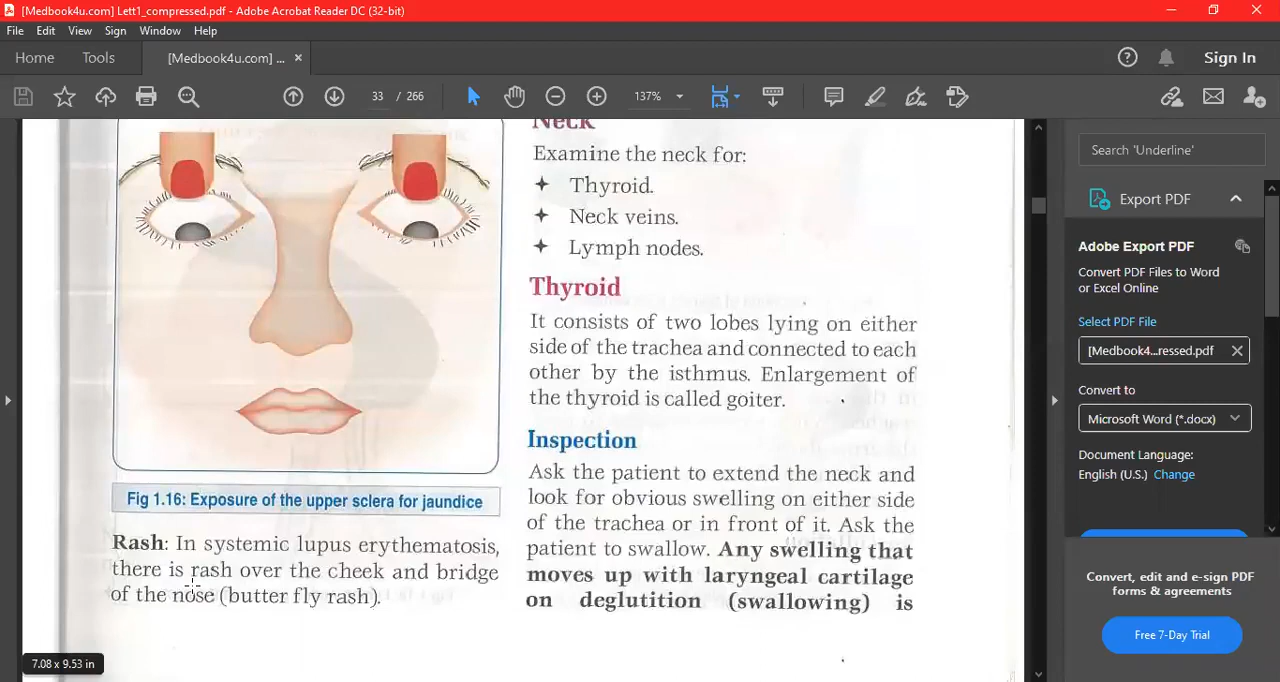 [Medbook4u.com] Lett1_compressed.pdf - Adobe Acrobat Reader DC (32-bit)
File Edit View Sign Window Help
Home Tools [Medbook4u.com] ... × Sign In
33 / 266 137%
Fig 1.16: Exposure of the upper sclera for jaundice
Rash: In systemic lupus erythematosis,
there is rash over the cheek and bridge
of the nose (butter fly rash).
Neck
Examine the neck for:
✦ Thyroid.
✦ Neck veins.
✦ Lymph nodes.
Thyroid
It consists of two lobes lying on either
side of the trachea and connected to each
other by the isthmus. Enlargement of
the thyroid is called goiter.
Inspection
Ask the patient to extend the neck and
look for obvious swelling on either side
of the trachea or in front of it. Ask the
patient to swallow. Any swelling that
moves up with laryngeal cartilage
on deglutition (swallowing) is
7.08 x 9.53 in
Search 'Underline'
Export PDF
Adobe Export PDF
Convert PDF Files to Word
or Excel Online
Select PDF File
[Medbook4...ressed.pdf
Convert to
Microsoft Word (*.docx)
Document Language:
English (U.S.) Change
Convert, edit and e-sign PDF
forms & agreements
Free 7-Day Trial